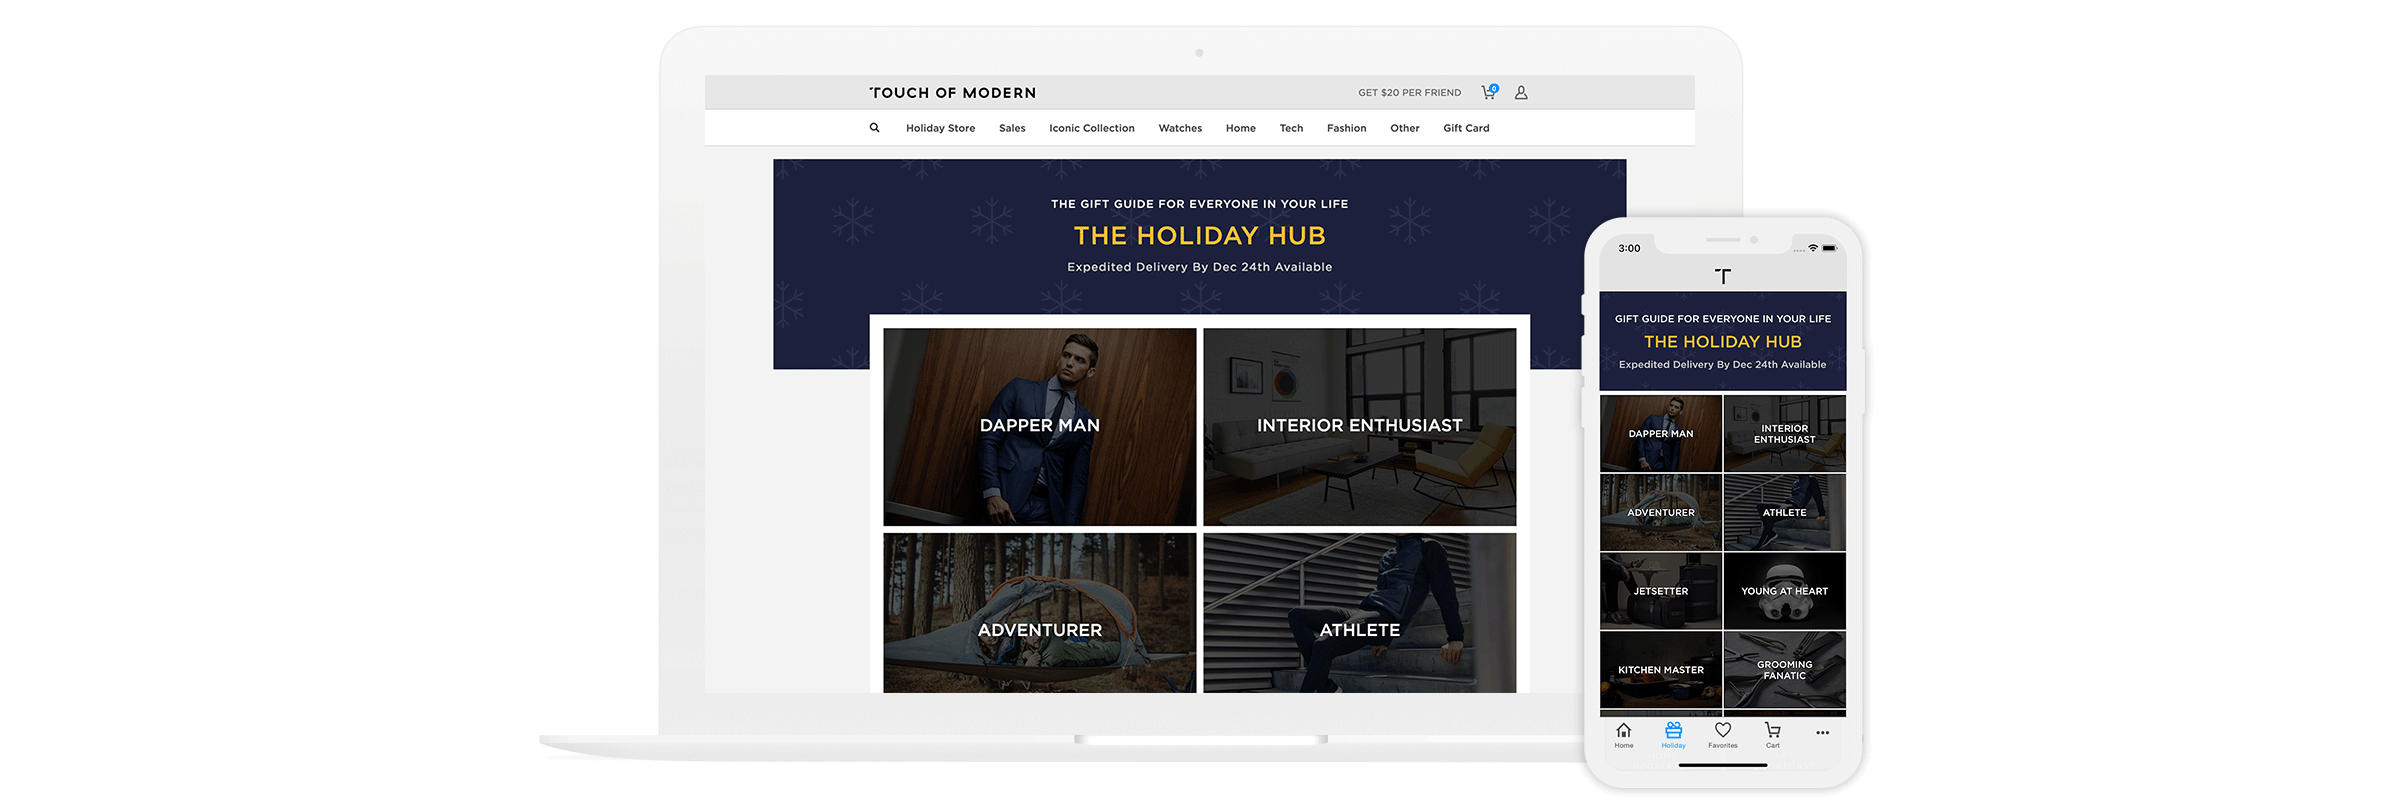 TOUCH OF MODERN
GET $20 PER FRIEND
0
Holiday Store Sales Iconic Collection Watches Home Tech Fashion Other Gift Card
THE GIFT GUIDE FOR EVERYONE IN YOUR LIFE
THE HOLIDAY HUB
Expedited Delivery By Dec 24th Available
DAPPER MAN
INTERIOR ENTHUSIAST
ADVENTURER
ATHLETE
3:00
T
GIFT GUIDE FOR EVERYONE IN YOUR LIFE
THE HOLIDAY HUB
Expedited Delivery By Dec 24th Available
DAPPER MAN
INTERIOR
ENTHUSIAST
ADVENTURER
ATHLETE
JETSETTER
YOUNG AT HEART
KITCHEN MASTER
GROOMING
FANATIC
Home Holiday Favorites Cart